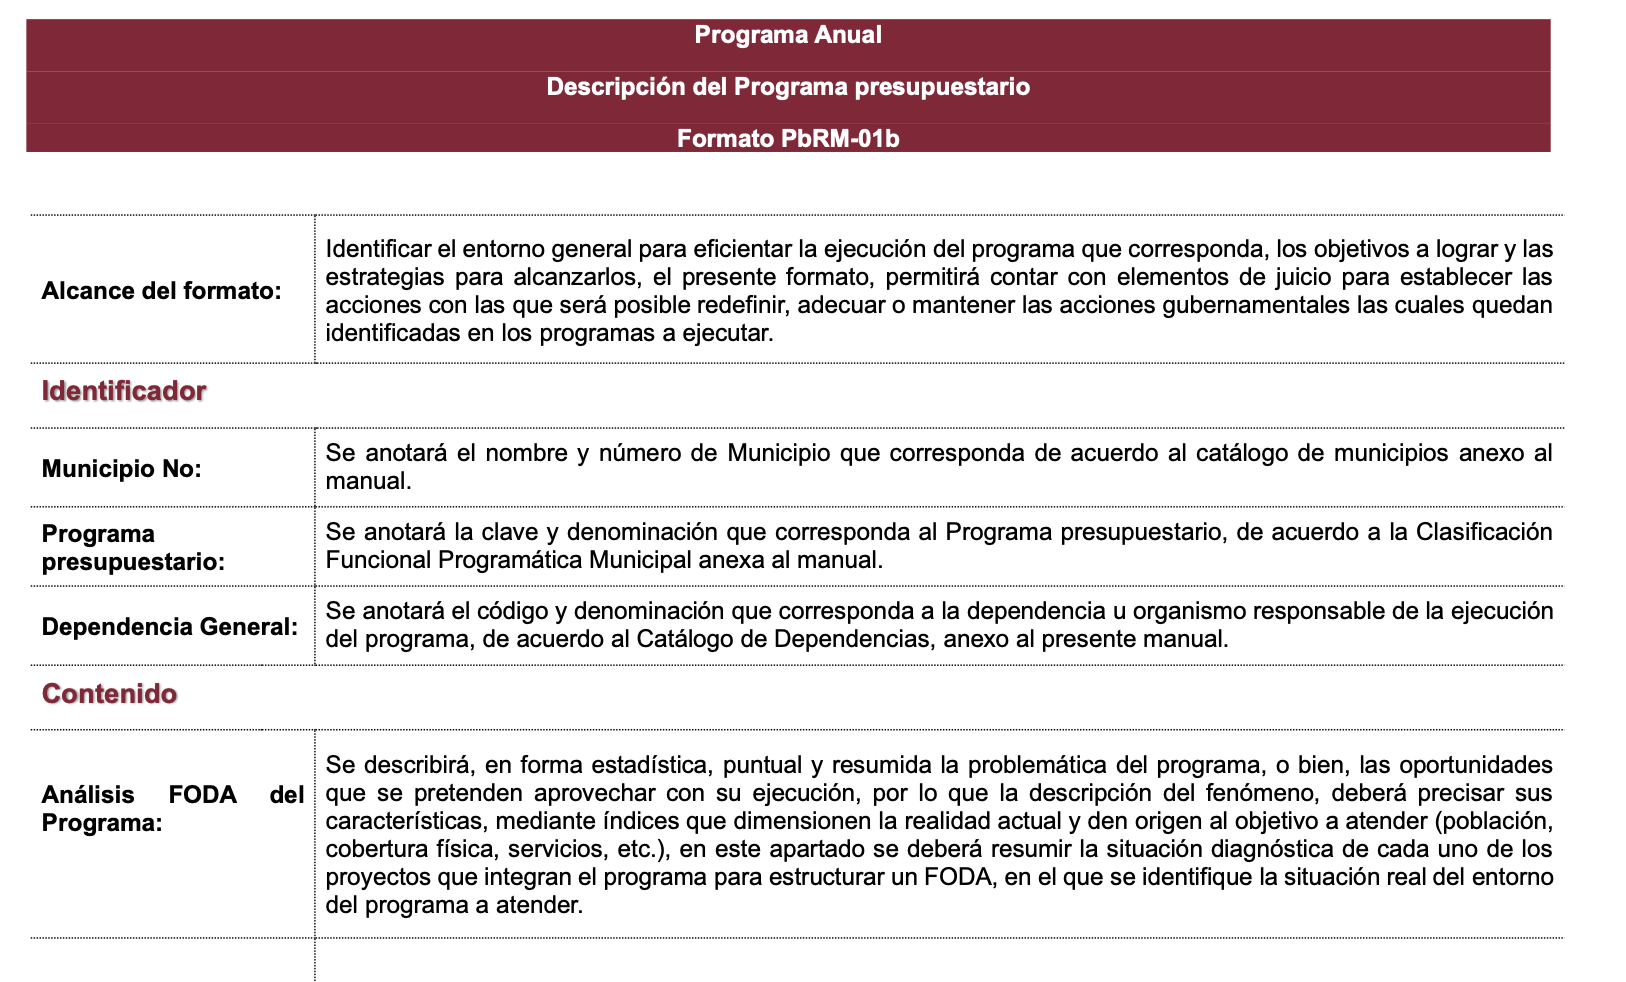 Programa Anual
Descripción del Programa presupuestario
Formato PbRM-01b
Alcance del formato:
Identificar el entorno general para eficientar la ejecución del programa que corresponda, los objetivos a lograr y las
estrategias para alcanzarlos, el presente formato, permitirá contar con elementos de juicio para establecer las
acciones con las que será posible redefinir, adecuar o mantener las acciones gubernamentales las cuales quedan
identificadas en los programas a ejecutar.
Identificador
Municipio No:
Se anotará el nombre y número de Municipio que corresponda de acuerdo al catálogo de municipios anexo al
manual.
Programa
presupuestario:
Se anotará la clave y denominación que corresponda al Programa presupuestario, de acuerdo a la Clasificación
Funcional Programática Municipal anexa al manual.
Dependencia General:
Se anotará el código y denominación que corresponda a la dependencia u organismo responsable de la ejecución
del programa, de acuerdo al Catálogo de Dependencias, anexo al presente manual.
Contenido
Análisis FODA del
Programa:
Se describirá, en forma estadística, puntual y resumida la problemática del programa, o bien, las oportunidades
que se pretenden aprovechar con su ejecución, por lo que la descripción del fenómeno, deberá precisar sus
características, mediante índices que dimensionen la realidad actual y den origen al objetivo a atender (población,
cobertura física, servicios, etc.), en este apartado se deberá resumir la situación diagnóstica de cada uno de los
proyectos que integran el programa para estructurar un FODA, en el que se identifique la situación real del entorno
del programa a atender.